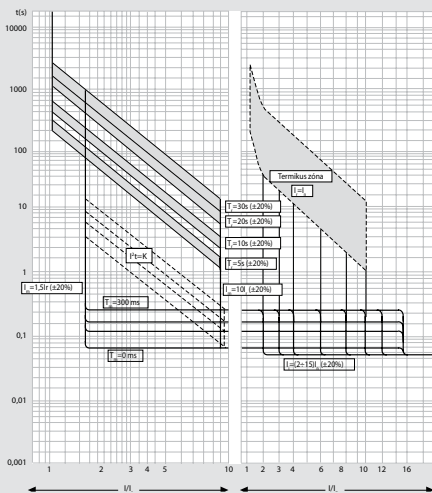 t(s)
10000
1000
100
10
1
0,1
0,01
0,001
Termikus zóna
T =30s (±20%)
T =20s (±20%)
T =10s (±20%)
T =5s (±20%)
I²t=K
I =1,5Ir (±20%)
I =10I (±20%)
T =300 ms
T =0 ms
I=(2÷15)I (±20%)
1 2 3 4 5 10
1 2 3 4 6 8 10 12 16
I/I
I/I